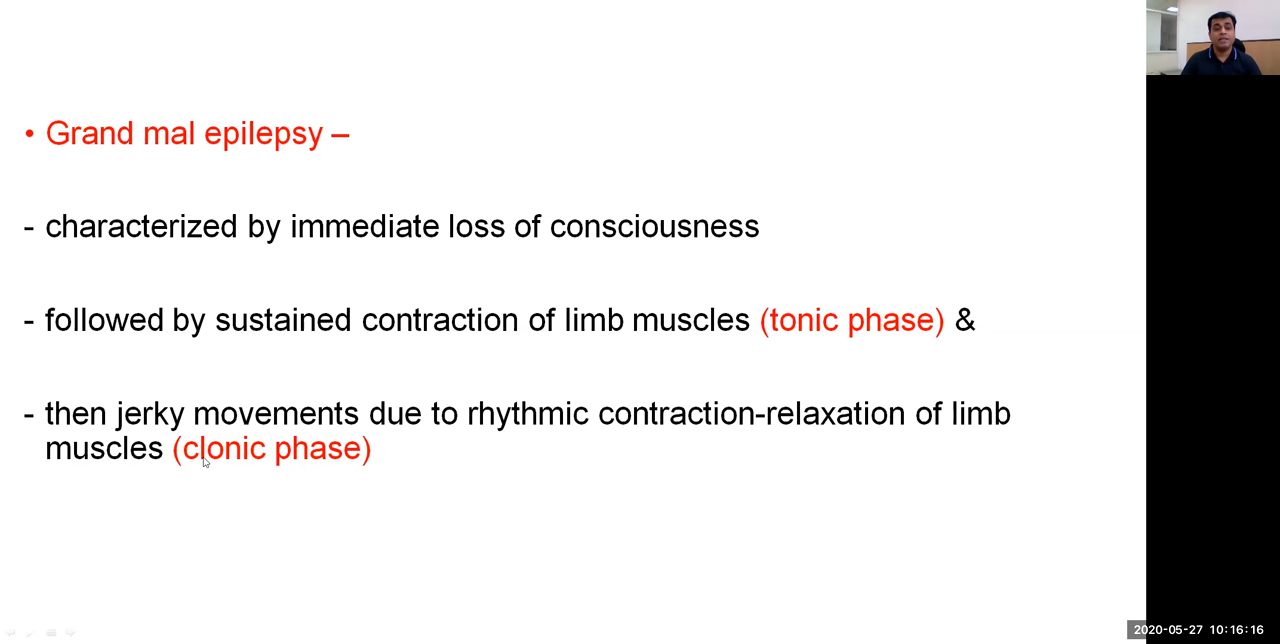 • Grand mal epilepsy –
- characterized by immediate loss of consciousness
- followed by sustained contraction of limb muscles (tonic phase) &
- then jerky movements due to rhythmic contraction-relaxation of limb
muscles (clonic phase)
2020-05-27 10:16:16